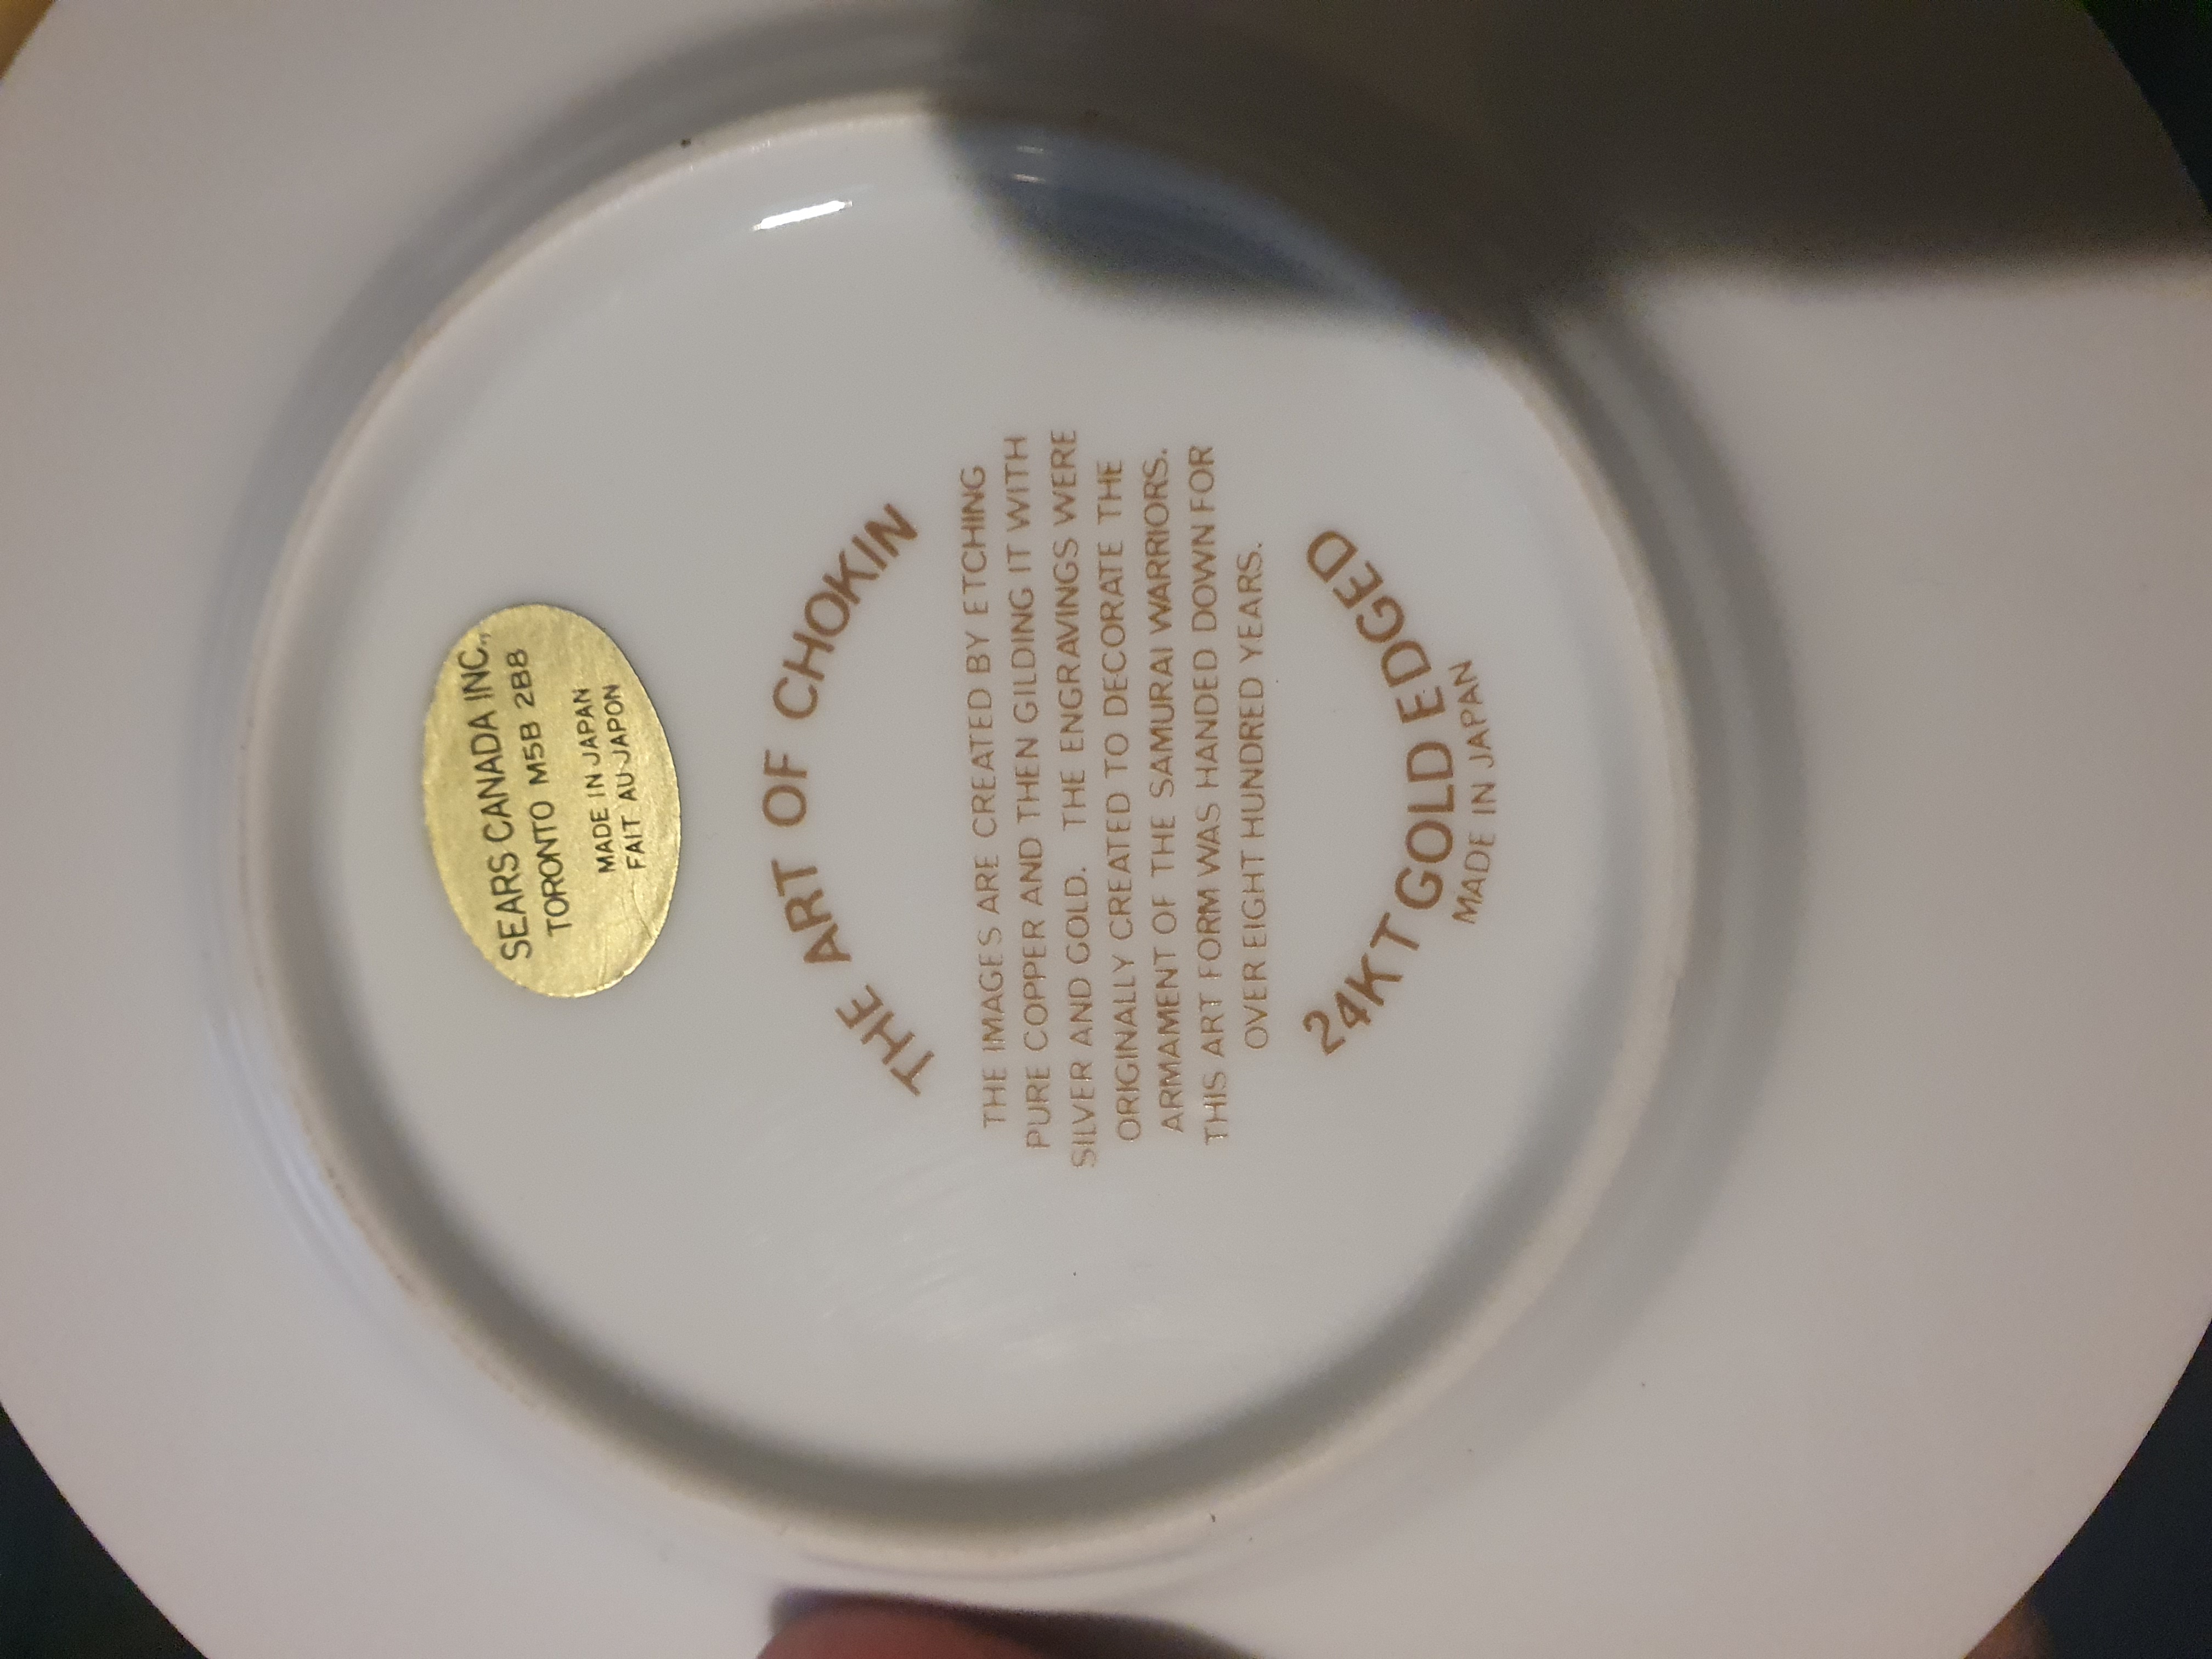 SEARS CANADA INC.,
TORONTO M5B 2B8
MADE IN JAPAN
FAIT AU JAPON
THE ART OF CHOKIN
THE IMAGES ARE CREATED BY ETCHING
PURE COPPER AND THEN GILDING IT WITH
SILVER AND GOLD. THE ENGRAVINGS WERE
ORIGINALLY CREATED TO DECORATE THE
ARMAMENT OF THE SAMURAI WARRIORS.
THIS ART FORM WAS HANDED DOWN FOR
OVER EIGHT HUNDRED YEARS.
24KT GOLD EDGED
MADE IN JAPAN